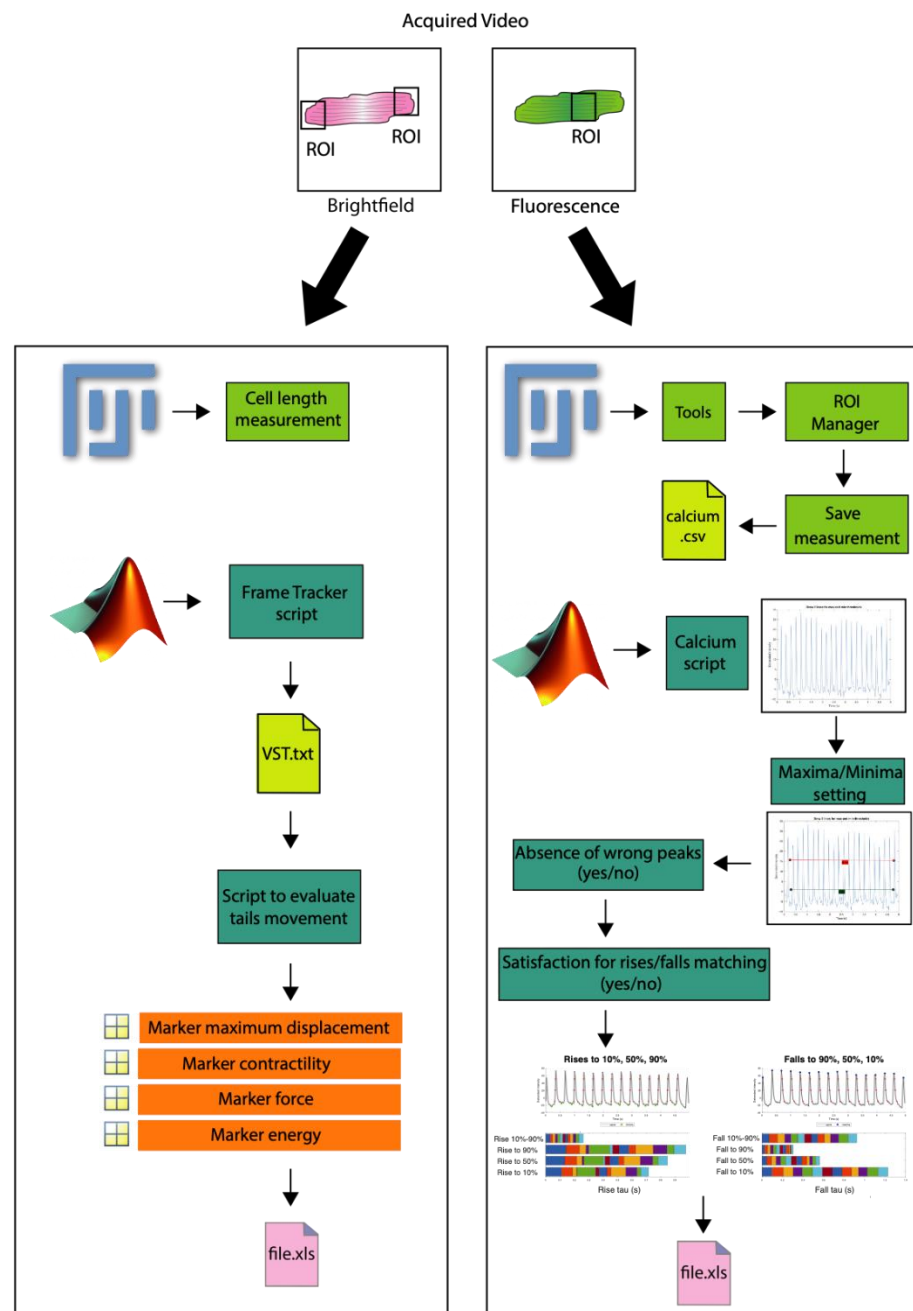 Acquired Video
ROI
ROI
Brightfield
ROI
Fluorescence
Cell length
measurement
Frame Tracker
script
VST.txt
Script to evaluate
tails movement
Marker maximum displacement
Marker contractility
Marker force
Marker energy
file.xls
Tools
ROI
Manager
Save
measurement
calcium
.csv
Calcium
script
Maxima/Minima
setting
Absence of wrong peaks
(yes/no)
Satisfaction for rises/falls matching
(yes/no)
Rises to 10%, 50%, 90%
Rise 10%-90%
Rise to 90%
Rise to 50%
Rise to 10%
Rise tau (s)
Falls to 90%, 50%, 10%
Fall 10%-90%
Fall to 90%
Fall to 50%
Fall to 10%
Fall tau (s)
file.xls